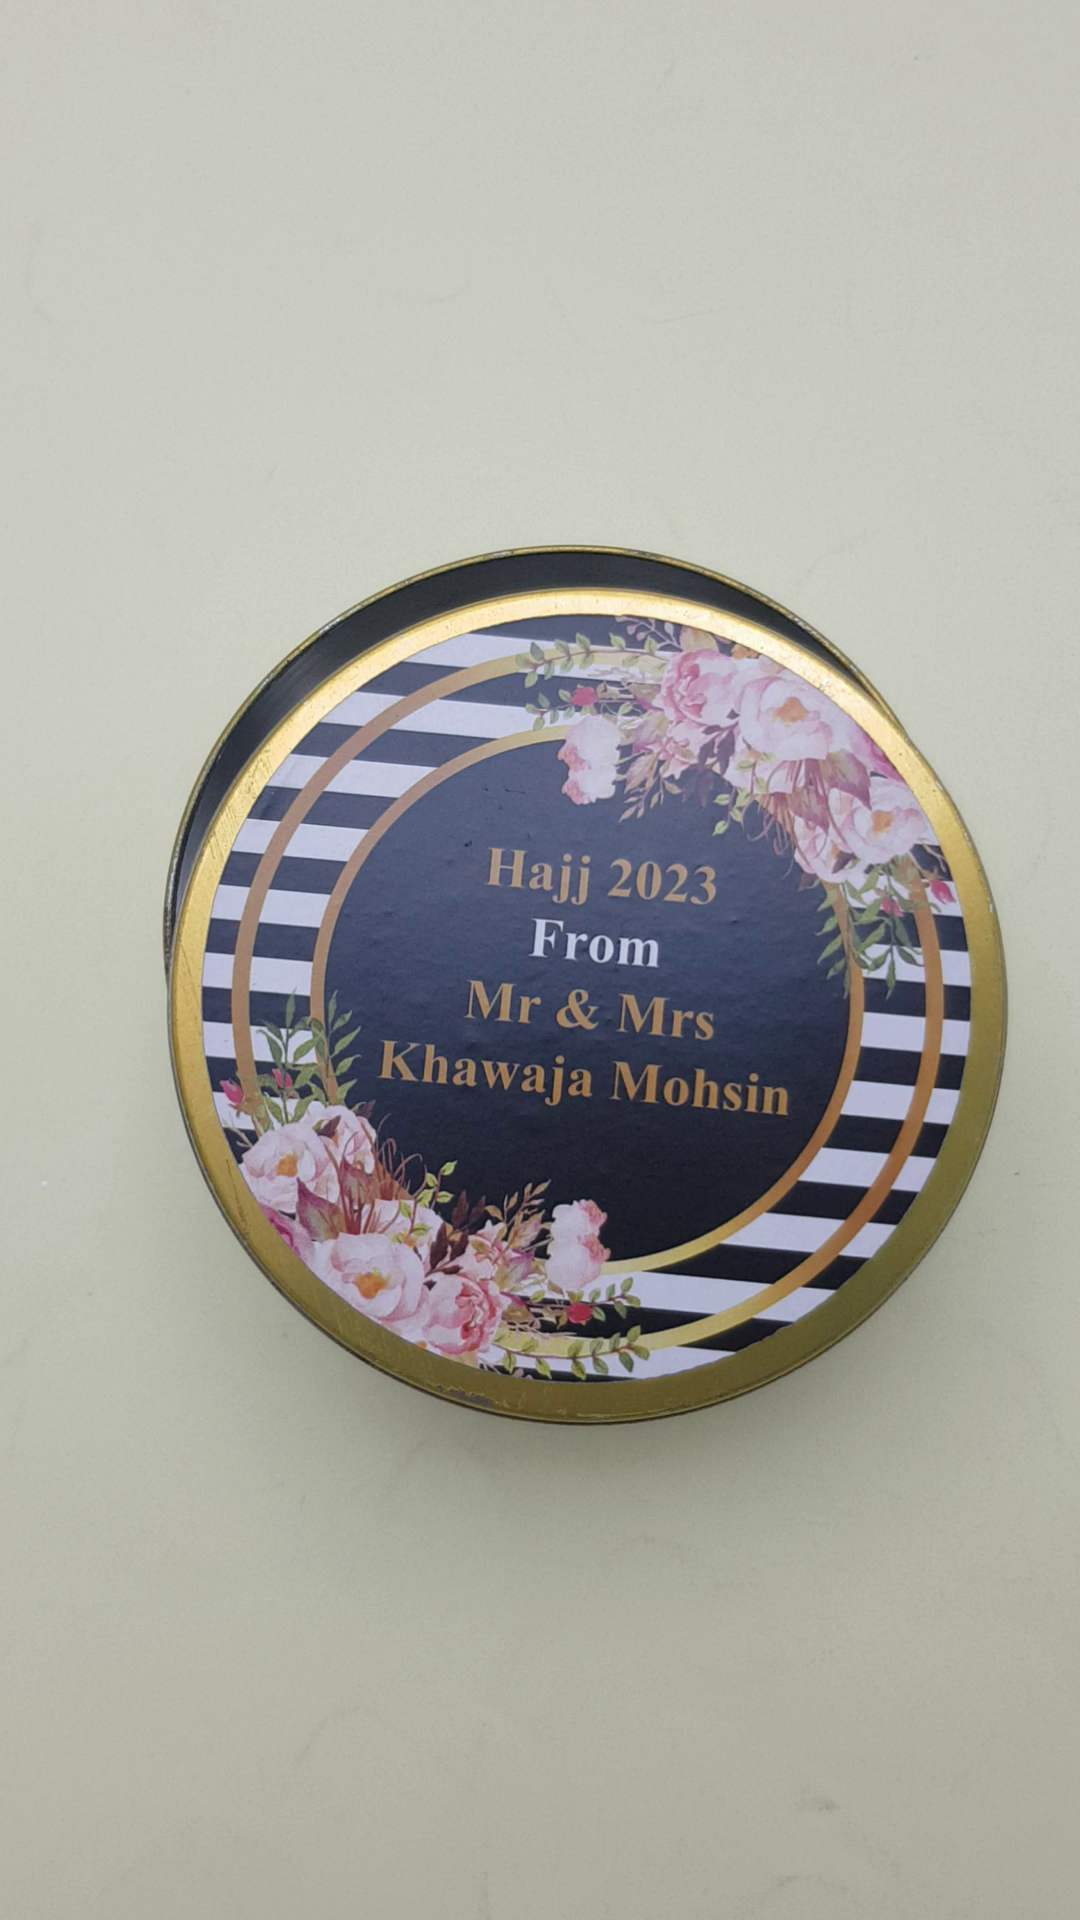 Hajj 2023
From
Mr & Mrs
Khawaja Mohsin